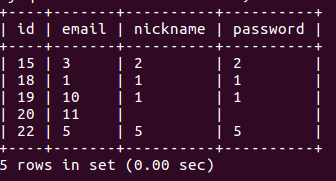 +----+-------+----------+----------+
| id | email | nickname | password |
+----+-------+----------+----------+
| 15 | 3     | 2        | 2        |
| 18 | 1     | 1        | 1        |
| 19 | 10    | 1        | 1        |
| 20 | 11    |          |          |
| 22 | 5     | 5        | 5        |
+----+-------+----------+----------+
5 rows in set (0.00 sec)